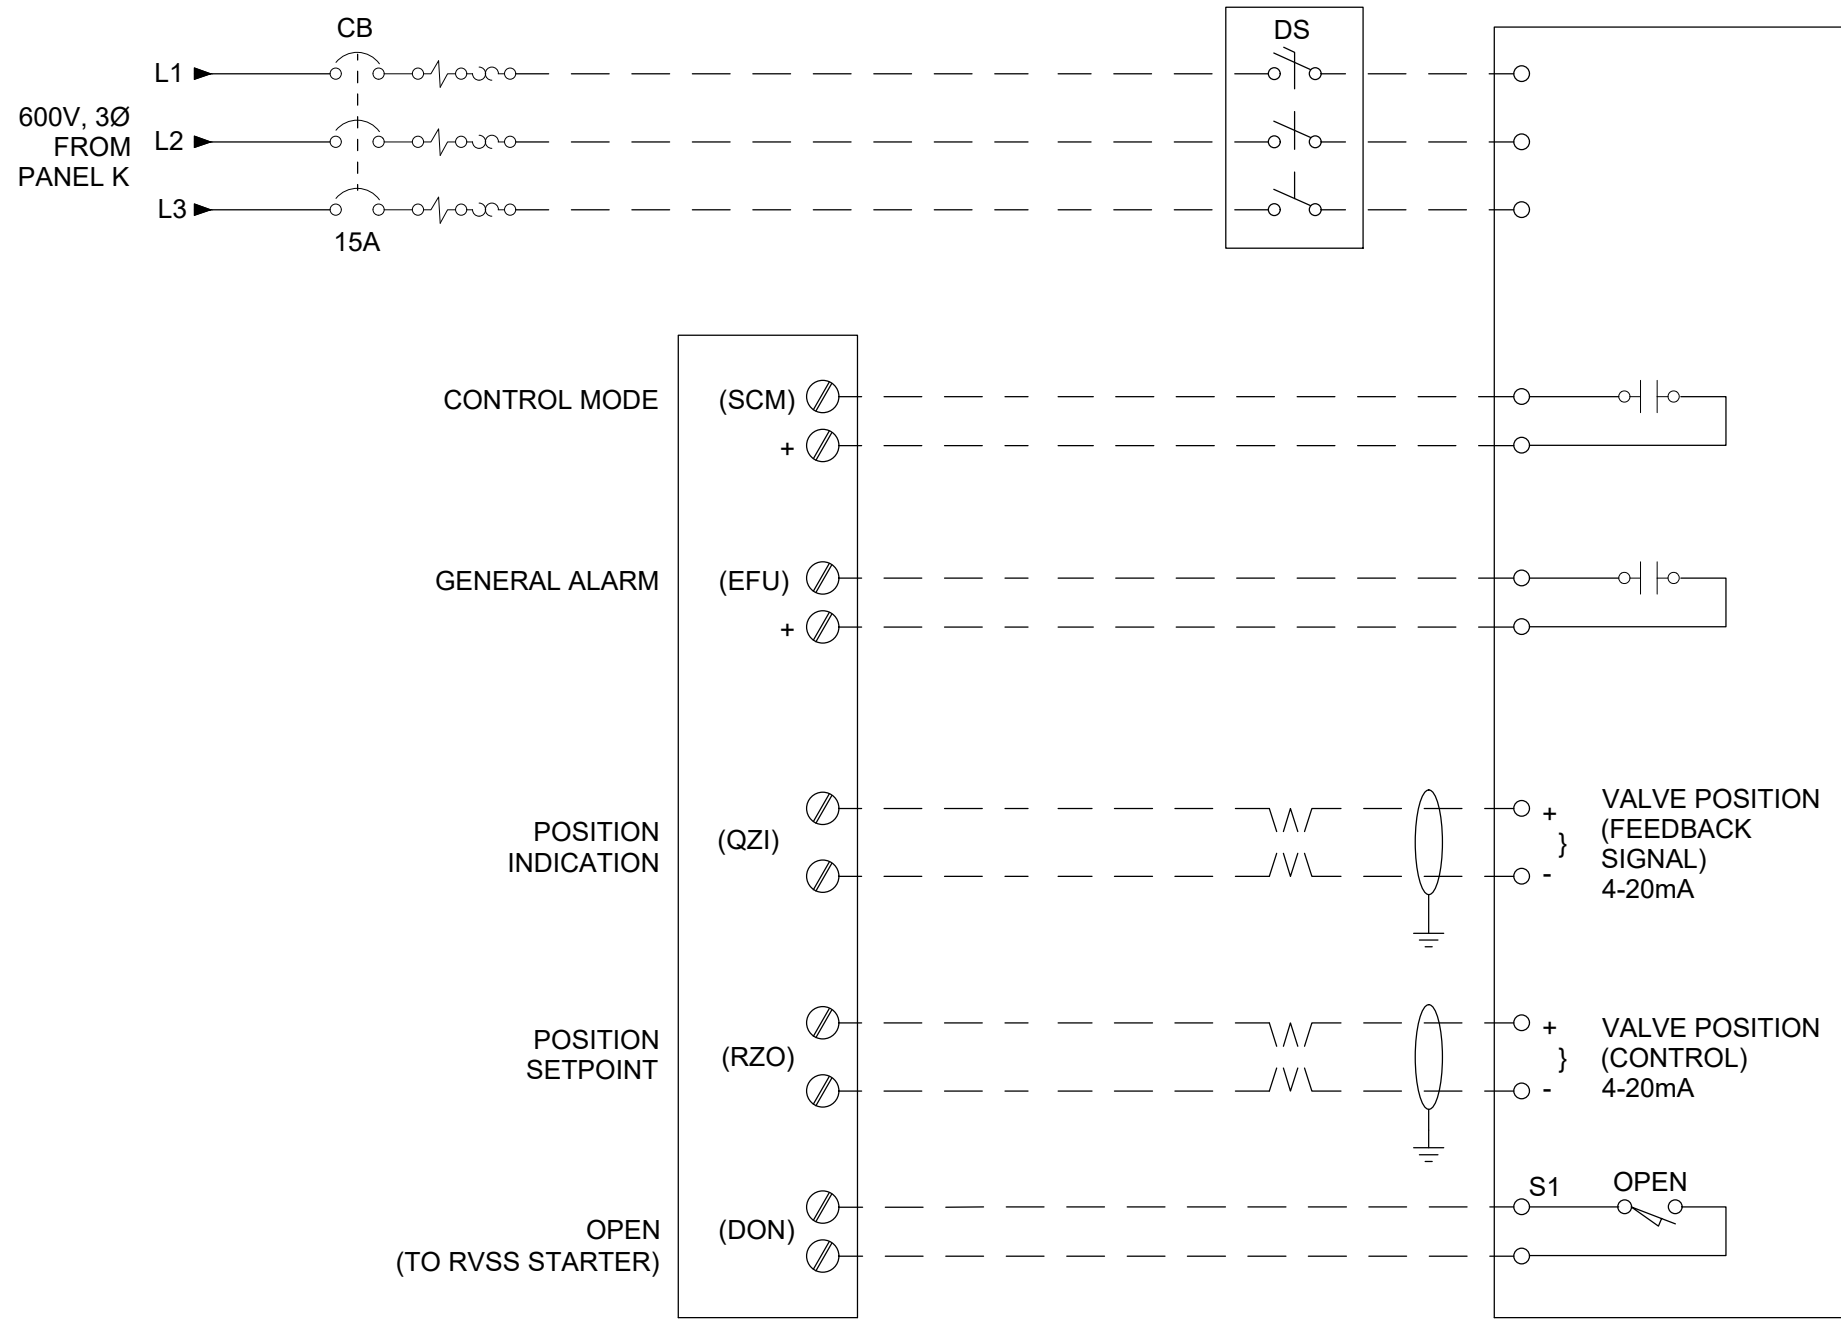 CB
DS
L1
600V, 3Ø
FROM
PANEL K
L2
L3
15A
CONTROL MODE
(SCM)
+
GENERAL ALARM
(EFU)
+
POSITION
INDICATION
(QZI)
+
}
-
VALVE POSITION
(FEEDBACK
SIGNAL)
4-20mA
POSITION
SETPOINT
(RZO)
+
}
-
VALVE POSITION
(CONTROL)
4-20mA
S1
OPEN
OPEN
(TO RVSS STARTER)
(DON)